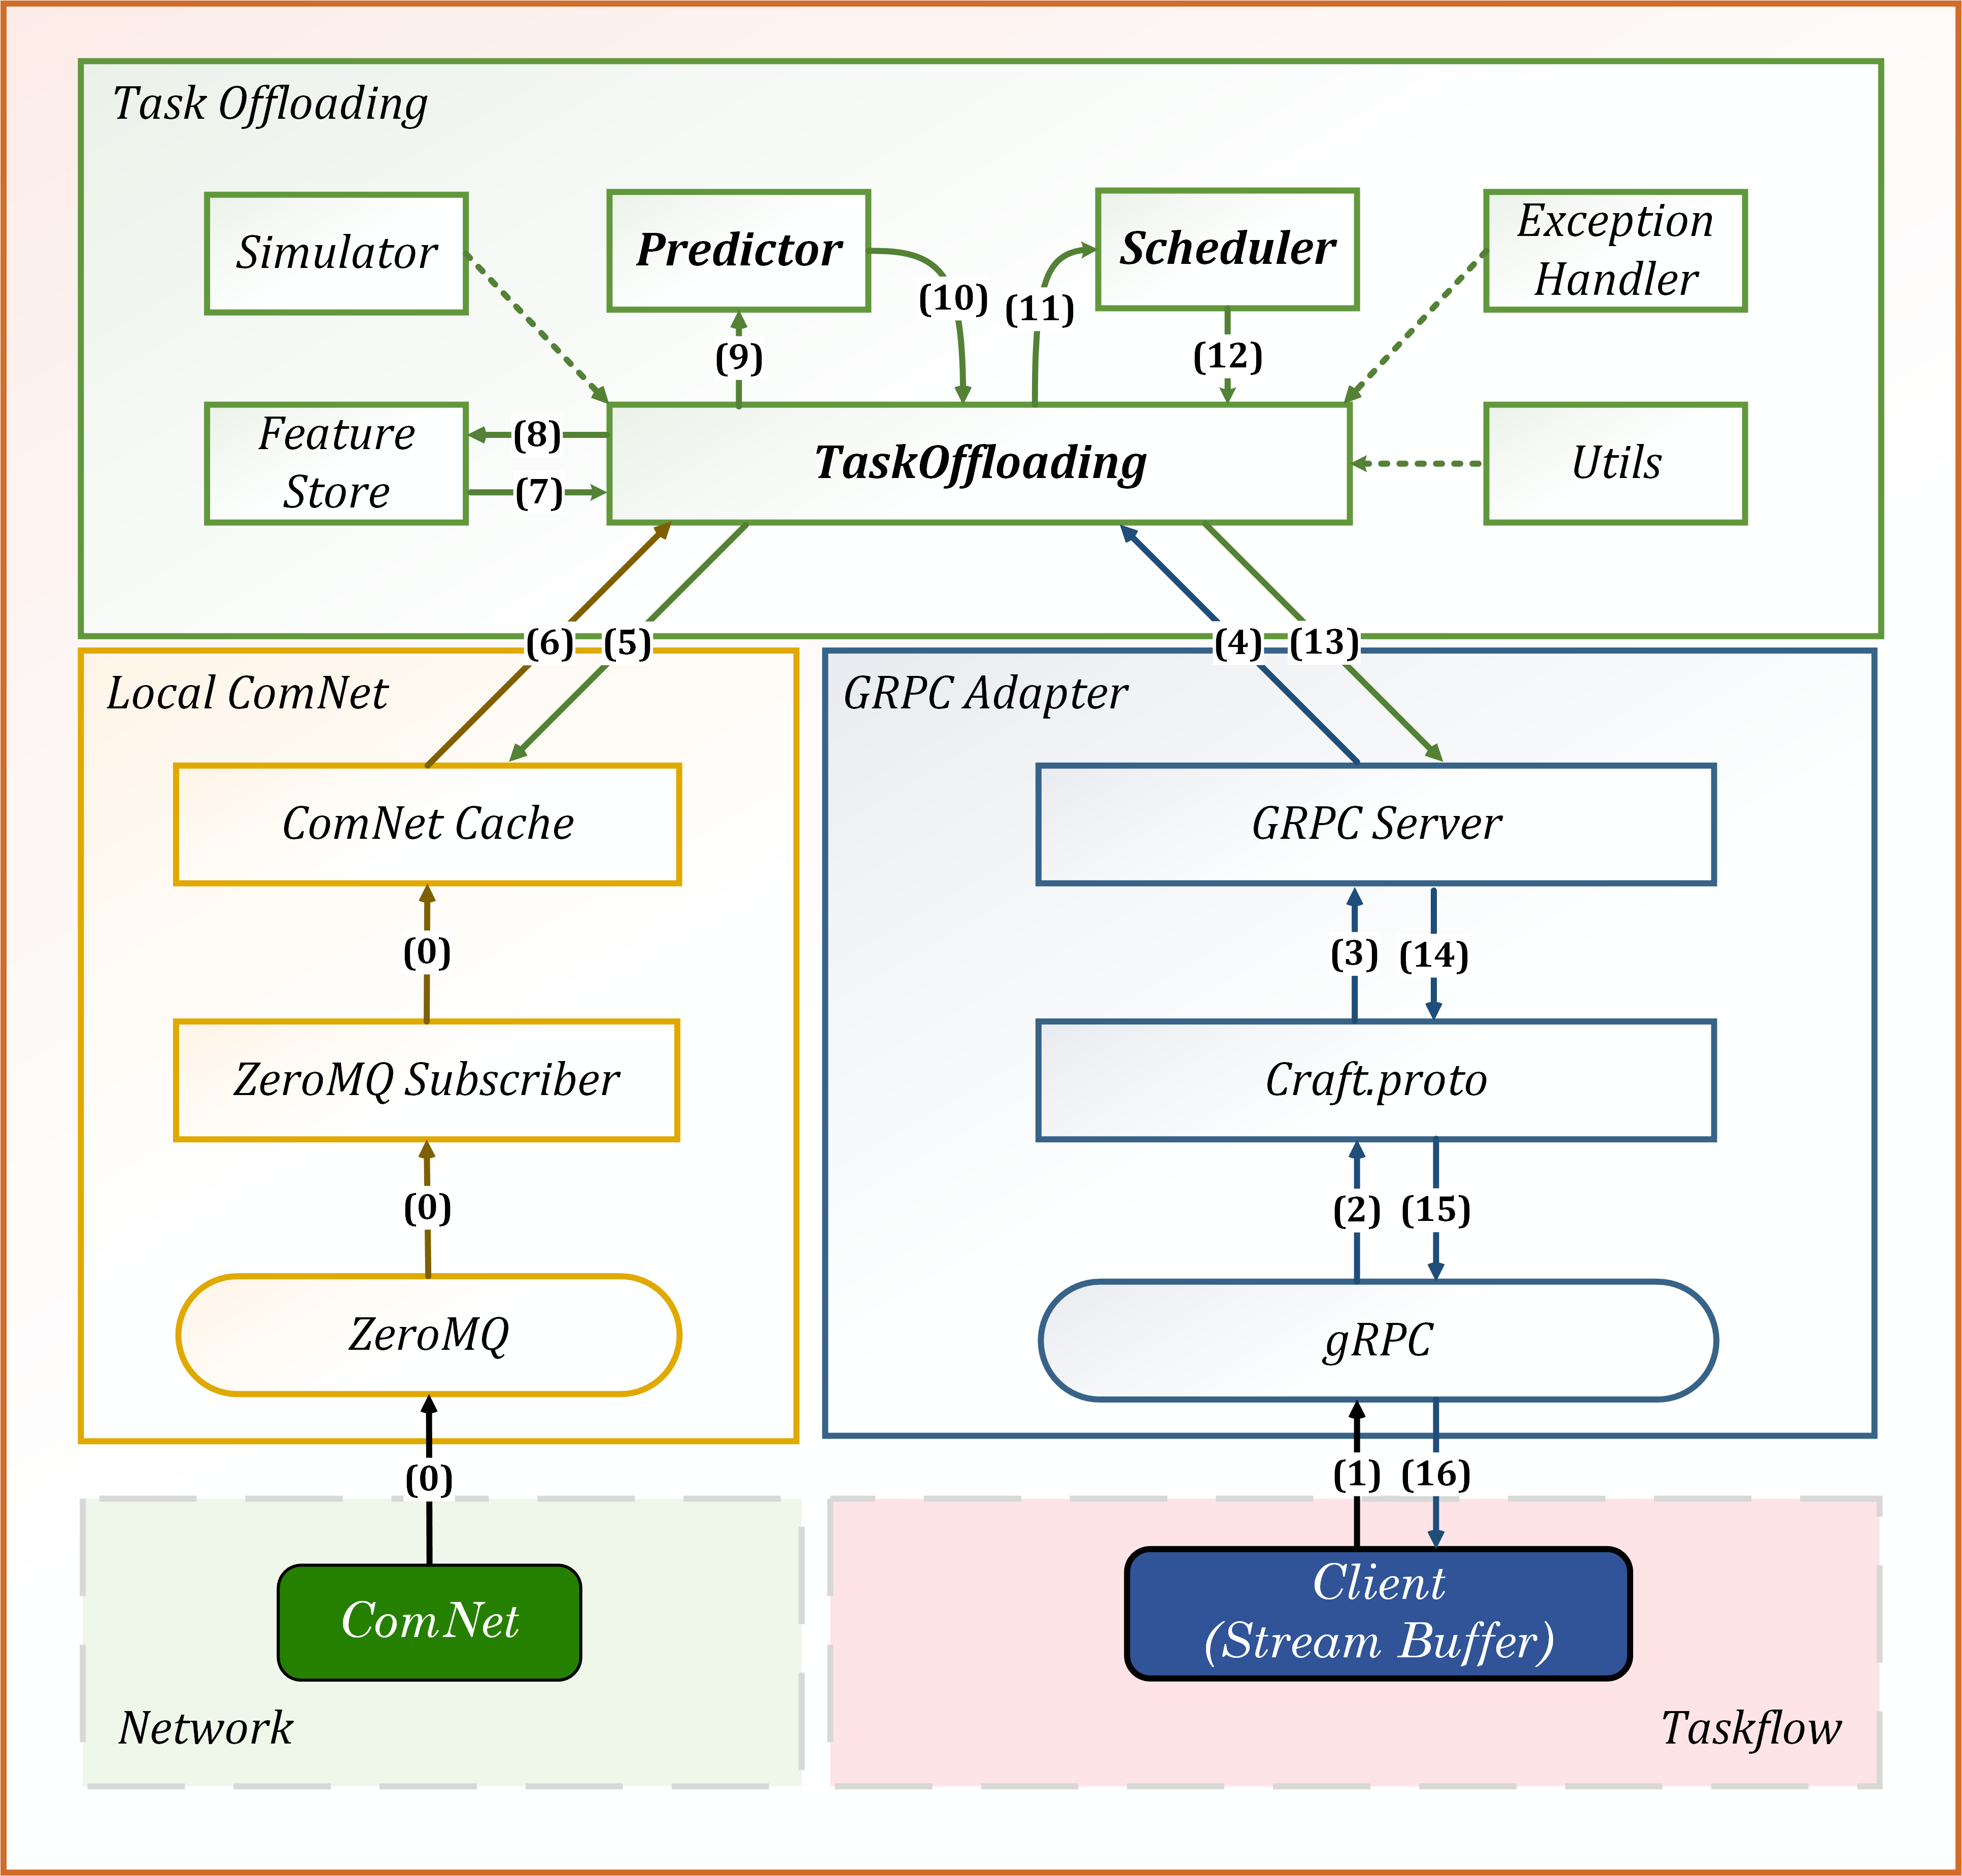 Task Offloading
Simulator
Predictor
Scheduler
Exception
Handler
(10)
(11)
(9)
(12)
Feature
Store
(8)
(7)
TaskOffloading
Utils
(6)
(5)
(4)
(13)
Local ComNet
GRPC Adapter
ComNet Cache
GRPC Server
(0)
(3)
(14)
ZeroMQ Subscriber
Craft.proto
(0)
(2)
(15)
ZeroMQ
gRPC
(0)
(1)
(16)
ComNet
Client
(Stream Buffer)
Network
Taskflow